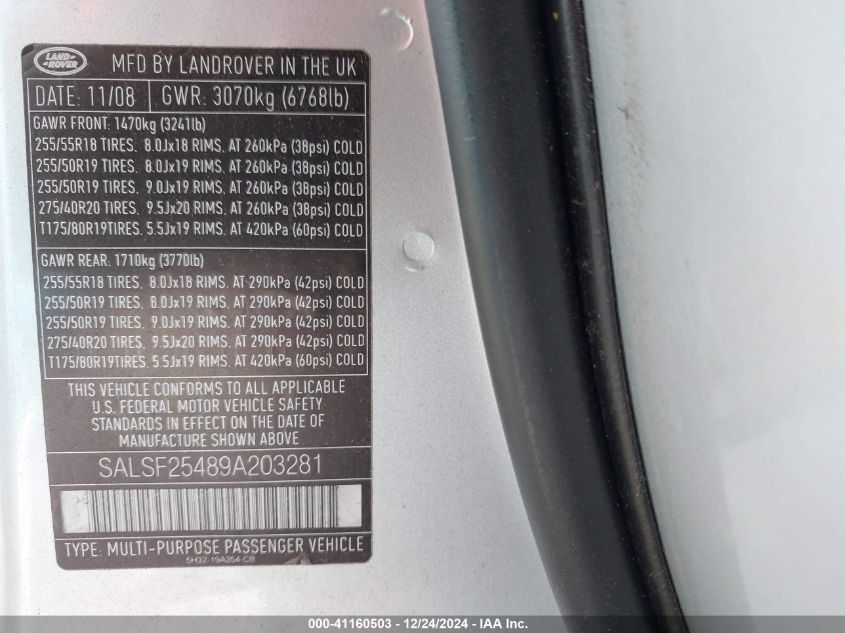 LAND-
ROVER
MFD BY LANDROVER IN THE UK
DATE: 11/08 GWR: 3070kg (6768lb)
GAWR FRONT: 1470kg (3241lb)
255/55R18 TIRES. 8.0Jx18 RIMS. AT 260kPa (38psi) COLD
255/50R19 TIRES. 8.0Jx19 RIMS. AT 260kPa (38psi) COLD
255/50R19 TIRES. 9.0Jx19 RIMS. AT 260kPa (38psi) COLD
275/40R20 TIRES. 9.5Jx20 RIMS. AT 260kPa (38psi) COLD
T175/80R19TIRES. 5.5Jx19 RIMS. AT 420kPa (60psi) COLD
GAWR REAR: 1710kg (3770lb)
255/55R18 TIRES. 8.0Jx18 RIMS. AT 290kPa (42psi) COLD
255/50R19 TIRES. 8.0Jx19 RIMS. AT 290kPa (42psi) COLD
255/50R19 TIRES. 9.0Jx19 RIMS. AT 290kPa (42psi) COLD
275/40R20 TIRES. 9.5Jx20 RIMS. AT 290kPa (42psi) COLD
T175/80R19TIRES. 5.5Jx19 RIMS. AT 420kPa (60psi) COLD
THIS VEHICLE CONFORMS TO ALL APPLICABLE
U.S. FEDERAL MOTOR VEHICLE SAFETY
STANDARDS IN EFFECT ON THE DATE OF
MANUFACTURE SHOWN ABOVE
SALSF25489A203281
TYPE: MULTI-PURPOSE PASSENGER VEHICLE
5H32-19A354-CB
000-41160503 - 12/24/2024 - IAA Inc.